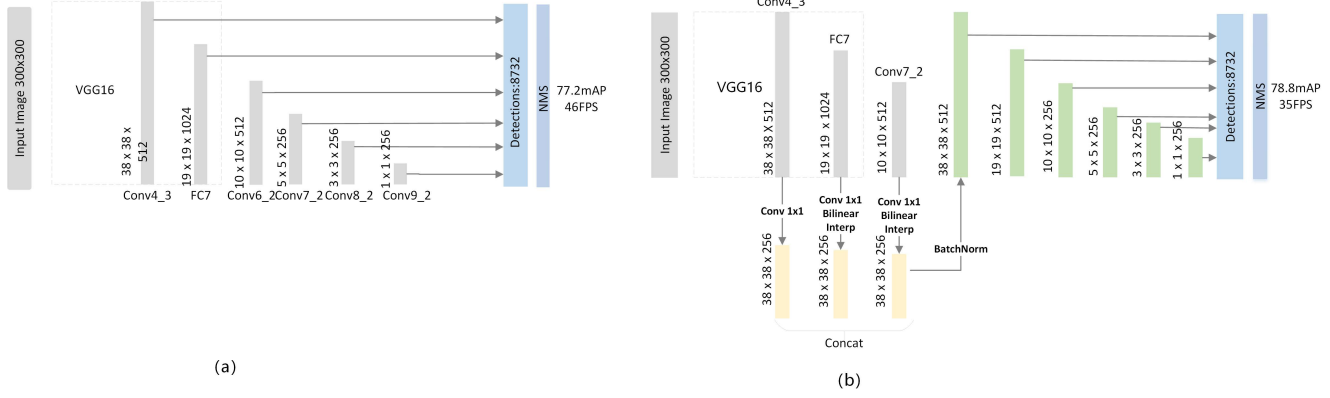 Input Image 300x300
VGG16
38 x 38 x
512
19 x 19 x 1024
10 x 10 x 512
5 x 5 x 256
3 x 3 x 256
1 x 1 x 256
Conv4_3
FC7
Conv6_2
Conv7_2
Conv8_2
Conv9_2
Detections:8732
NMS
77.2mAP
46FPS
(a)
Input Image 300x300
VGG16
Conv4_3
FC7
Conv7_2
38 x 38 x 512
19 x 19 x 1024
10 x 10 x 512
Conv 1x1
Conv 1x1
Bilinear
Interp
Conv 1x1
Bilinear
Interp
38 x 38 x 256
38 x 38 x 256
38 x 38 x 256
Concat
BatchNorm
38 x 38 x 512
19 x 19 x 512
10 x 10 x 256
5 x 5 x 256
3 x 3 x 256
1 x 1 x 256
Detections:8732
NMS
78.8mAP
35FPS
(b)